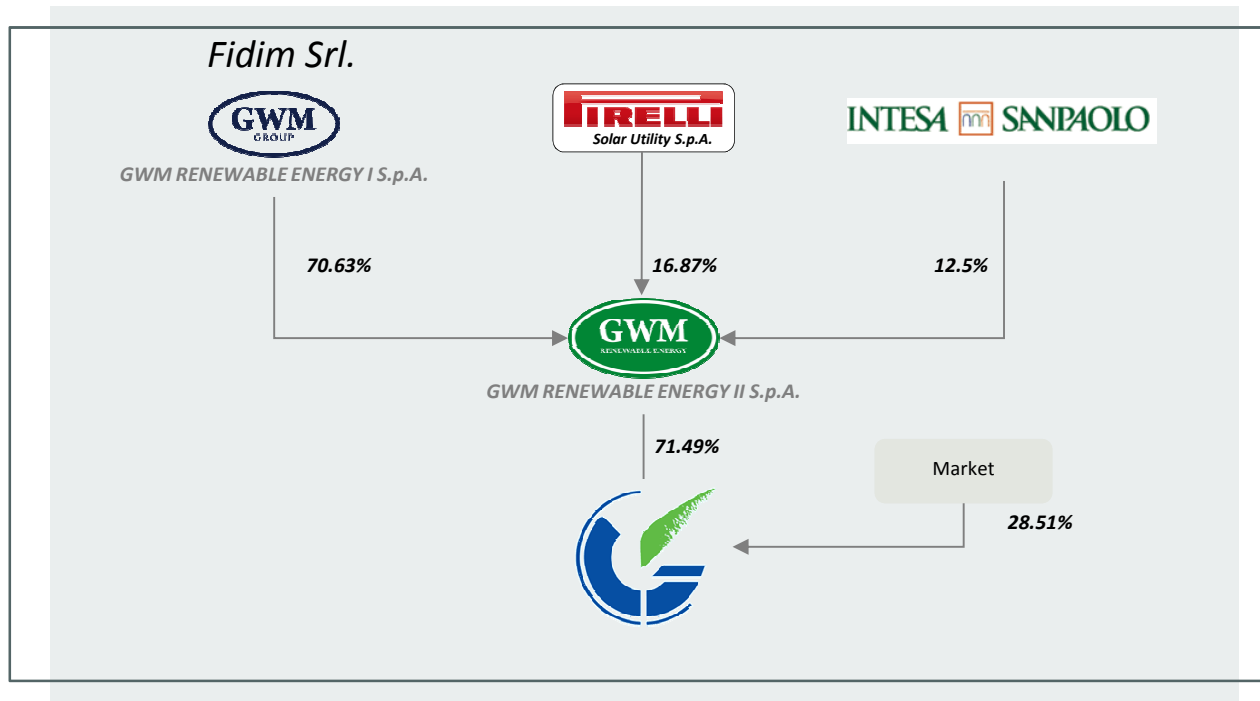 Fidim Srl.
GWM
GROUP
GWM RENEWABLE ENERGY I S.p.A.
PIRELLI
Solar Utility S.p.A.
INTESA SANPAOLO
70.63%
16.87%
12.5%
GWM
RENEWABLE ENERGY
GWM RENEWABLE ENERGY II S.p.A.
71.49%
Market
28.51%